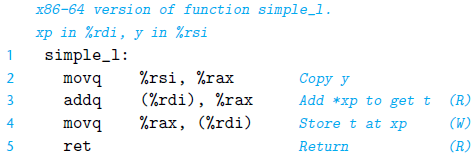 x86-64 version of function simple_l.
xp in %rdi, y in %rsi
1 simple_l:
2 movq %rsi, %rax Copy y
3 addq (%rdi), %rax Add *xp to get t (R)
4 movq %rax, (%rdi) Store t at xp (W)
5 ret Return (R)